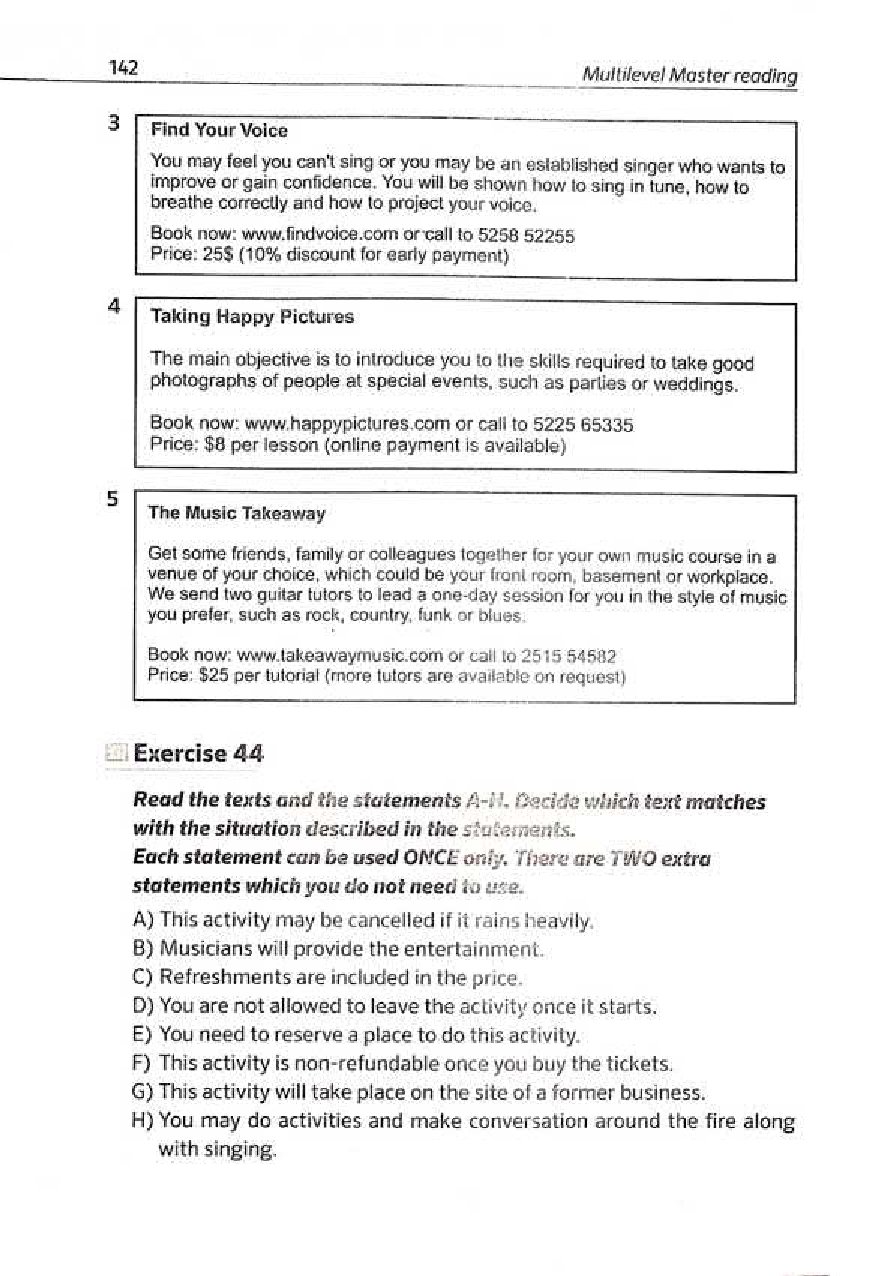 142
Multilevel Master reading
3
Find Your Voice
You may feel you can't sing or you may be an established singer who wants to
improve or gain confidence. You will be shown how to sing in tune, how to
breathe correctly and how to project your voice.
Book now: www.findvoice.com or call to 5258 52255
Price: 25$ (10% discount for early payment)
4
Taking Happy Pictures
The main objective is to introduce you to the skills required to take good
photographs of people at special events, such as parties or weddings.
Book now: www.happypictures.com or call to 5225 65335
Price: $8 per lesson (online payment is available)
5
The Music Takeaway
Get some friends, family or colleagues together for your own music course in a
venue of your choice, which could be your front room, basement or workplace.
We send two guitar tutors to lead a one-day session for you in the style of music
you prefer, such as rock, country, funk or blues.
Book now: www.takeawaymusic.com or call to 2515 54582
Price: $25 per tutorial (more tutors are available on request)
Exercise 44
Read the texts and the statements A-H. Decide which text matches
with the situation described in the statements.
Each statement can be used ONCE only. There are TWO extra
statements which you do not need to use.
A) This activity may be cancelled if it rains heavily.
B) Musicians will provide the entertainment.
C) Refreshments are included in the price.
D) You are not allowed to leave the activity once it starts.
E) You need to reserve a place to do this activity.
F) This activity is non-refundable once you buy the tickets.
G) This activity will take place on the site of a former business.
H) You may do activities and make conversation around the fire along
with singing.